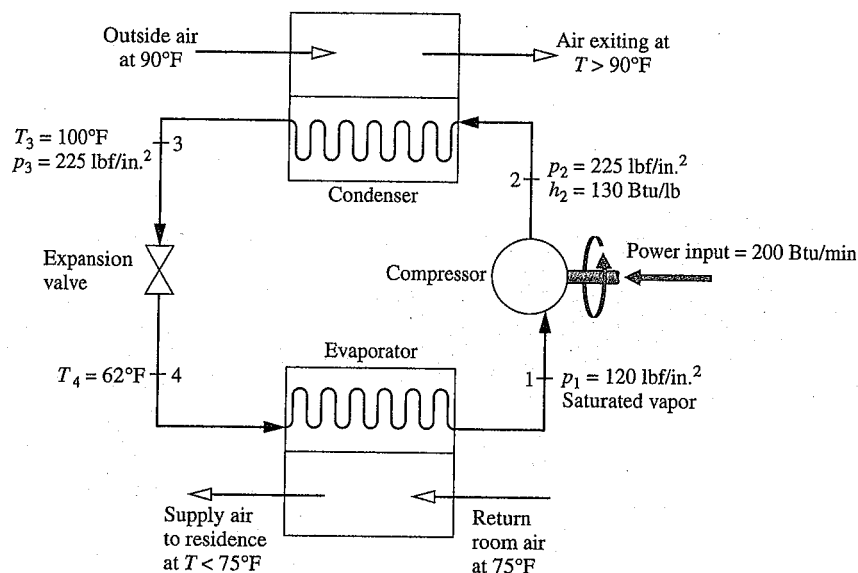 Outside air
at 90°F
Air exiting at
T > 90°F
T₃ = 100°F
p₃ = 225 lbf/in.²
3
Condenser
2
p₂ = 225 lbf/in.²
h₂ = 130 Btu/lb
Expansion
valve
Compressor
Power input = 200 Btu/min
T₄ = 62°F
4
Evaporator
1
p₁ = 120 lbf/in.²
Saturated vapor
Supply air
to residence
at T < 75°F
Return
room air
at 75°F